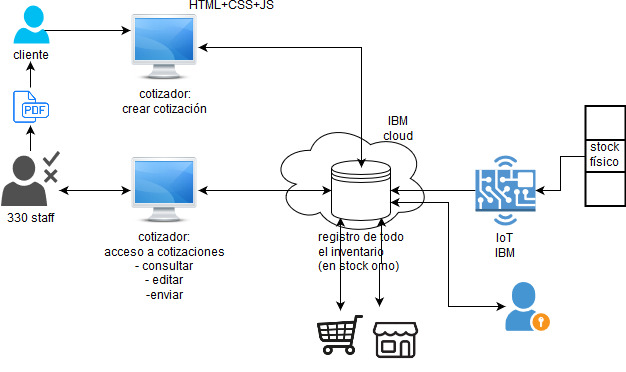 HTML+CSS+JS
cliente
cotizador:
crear cotización
PDF
IBM
cloud
stock
físico
330 staff
cotizador:
acceso a cotizaciones
- consultar
- editar
-enviar
registro de todo
el inventario
(en stock o no)
IoT
IBM